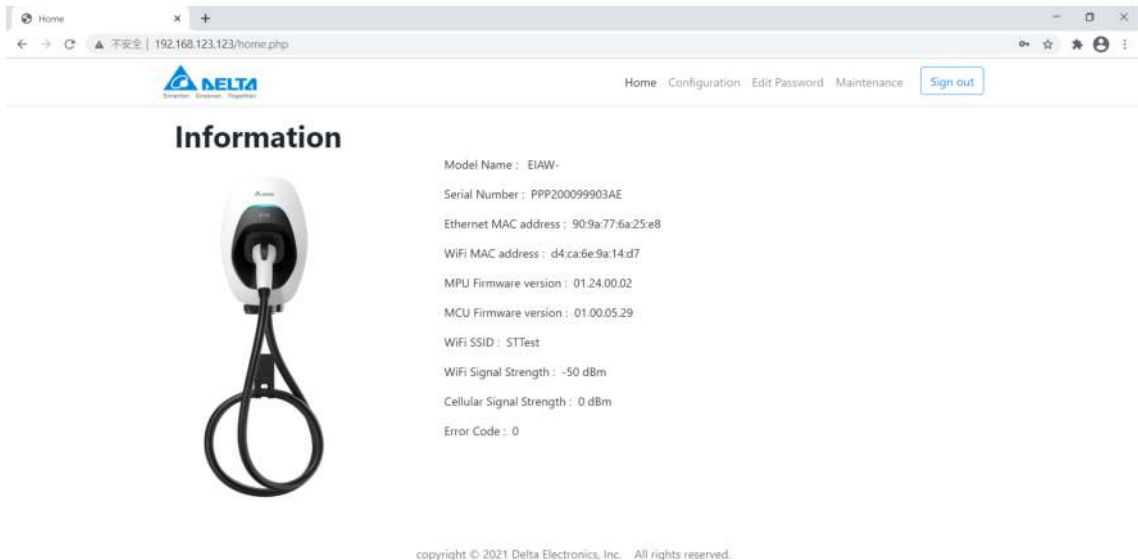 Home
不安全 | 192.168.123.123/home.php
DELTA
Smarter. Greener. Together.
Home Configuration Edit Password Maintenance Sign out
Information
Model Name : EIAW-
Serial Number : PPP200099903AE
Ethernet MAC address : 90:9a:77:6a:25:e8
WiFi MAC address : d4:ca:6e:9a:14:d7
MPU Firmware version : 01.24.00.02
MCU Firmware version : 01.00.05.29
WiFi SSID : STTest
WiFi Signal Strength : -50 dBm
Cellular Signal Strength : 0 dBm
Error Code : 0
copyright © 2021 Delta Electronics, Inc. All rights reserved.